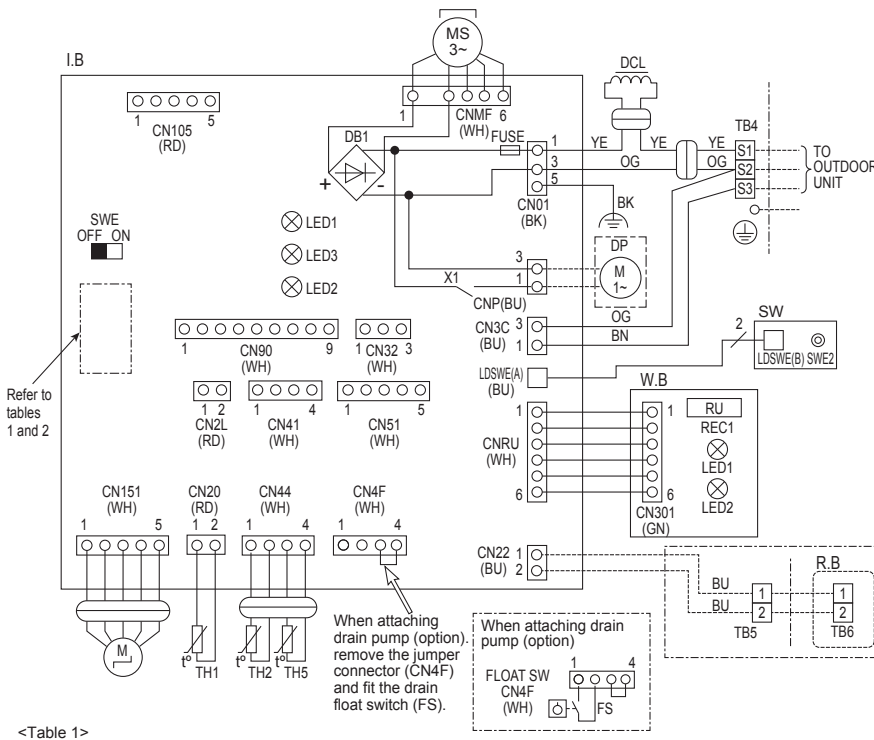 MS
3~
I.B
DCL
1 5
CN105
(RD)
1 6
CNMF
(WH)
DB1
FUSE
+ -
1
3
5
CN01
(BK)
YE YE YE
OG OG
TB4
S1
S2
S3
TO
OUTDOOR
UNIT
BK
SWE
OFF ON
LED1
LED3
LED2
X1
3
1
CNP(BU)
DP
M
1~
OG
BN
CN3C
(BU)
3
1
2
SW
LDSWE(B) SWE2
LDSWE(A)
(BU)
1 9
CN90
(WH)
1 3
CN32
(WH)
Refer to
tables
1 and 2
1 2
CN2L
(RD)
1 4
CN41
(WH)
1 5
CN51
(WH)
1
6
CNRU
(WH)
W.B
1
6
CN301
(GN)
RU
REC1
LED1
LED2
CN151
(WH)
1 5
CN20
(RD)
1 2
CN44
(WH)
1 4
CN4F
(WH)
1 4
CN22
(BU)
1
2
BU
BU
1
2
TB5
R.B
1
2
TB6
M
t° TH1
t° TH2
t° TH5
When attaching
drain pump (option).
remove the jumper
connector (CN4F)
and fit the drain
float switch (FS).
When attaching drain
pump (option)
FLOAT SW
CN4F
(WH)
1 4
FS
<Table 1>